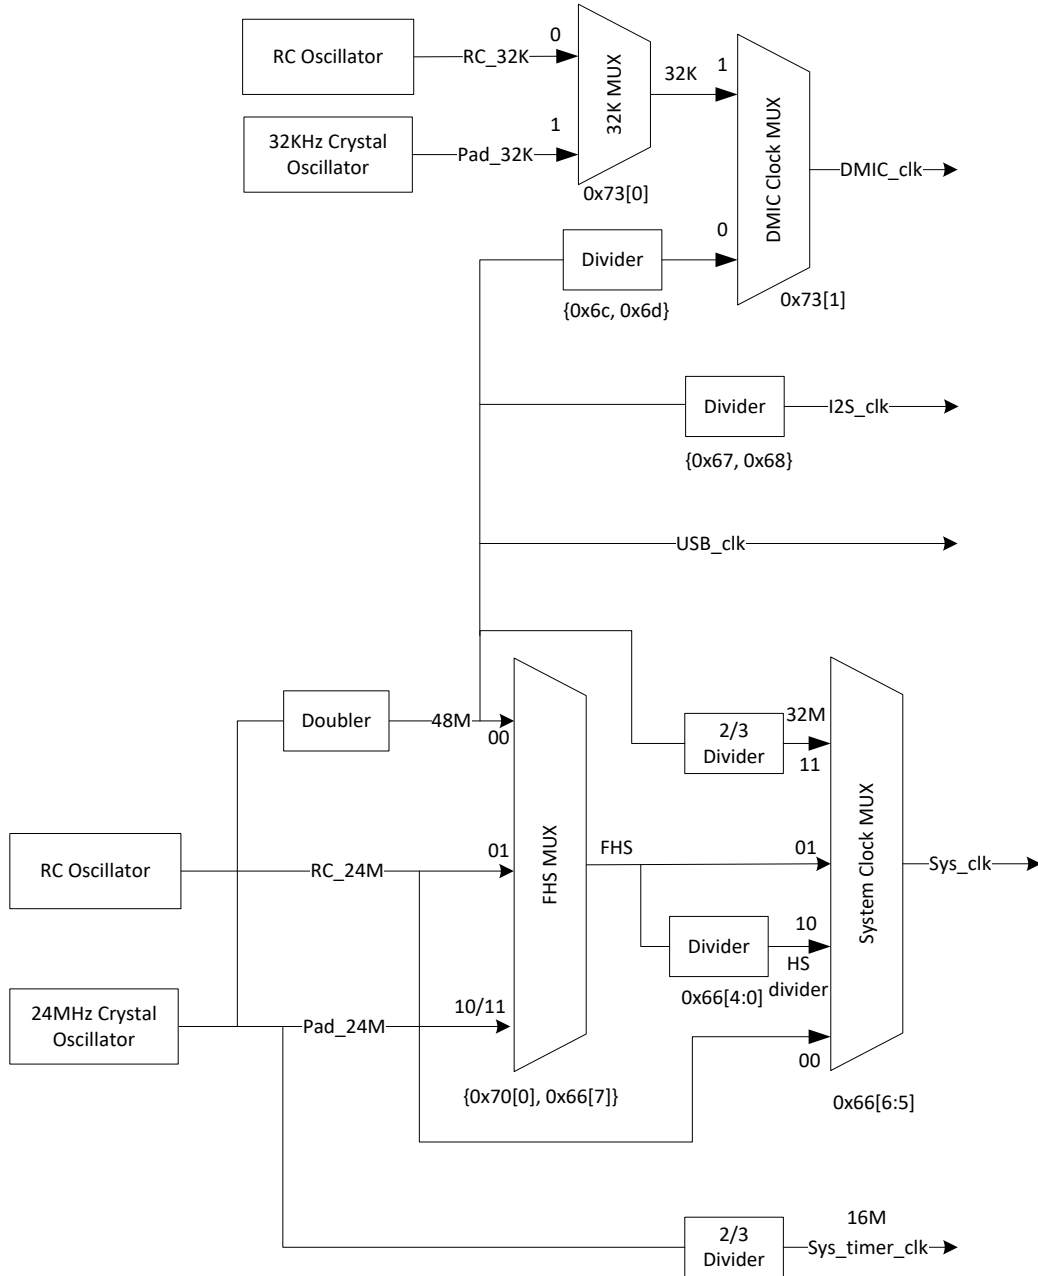 RC Oscillator
RC_32K
0
32KHz Crystal
Oscillator
Pad_32K
1
32K MUX
0x73[0]
32K
1
0
DMIC Clock MUX
0x73[1]
DMIC_clk
Divider
{0x6c, 0x6d}
Divider
{0x67, 0x68}
I2S_clk
USB_clk
Doubler
48M
00
RC Oscillator
RC_24M
01
24MHz Crystal
Oscillator
Pad_24M
10/11
FHS MUX
{0x70[0], 0x66[7]}
FHS
2/3
Divider
32M
11
01
Divider
0x66[4:0]
10
HS
divider
00
System Clock MUX
0x66[6:5]
Sys_clk
2/3
Divider
16M
Sys_timer_clk